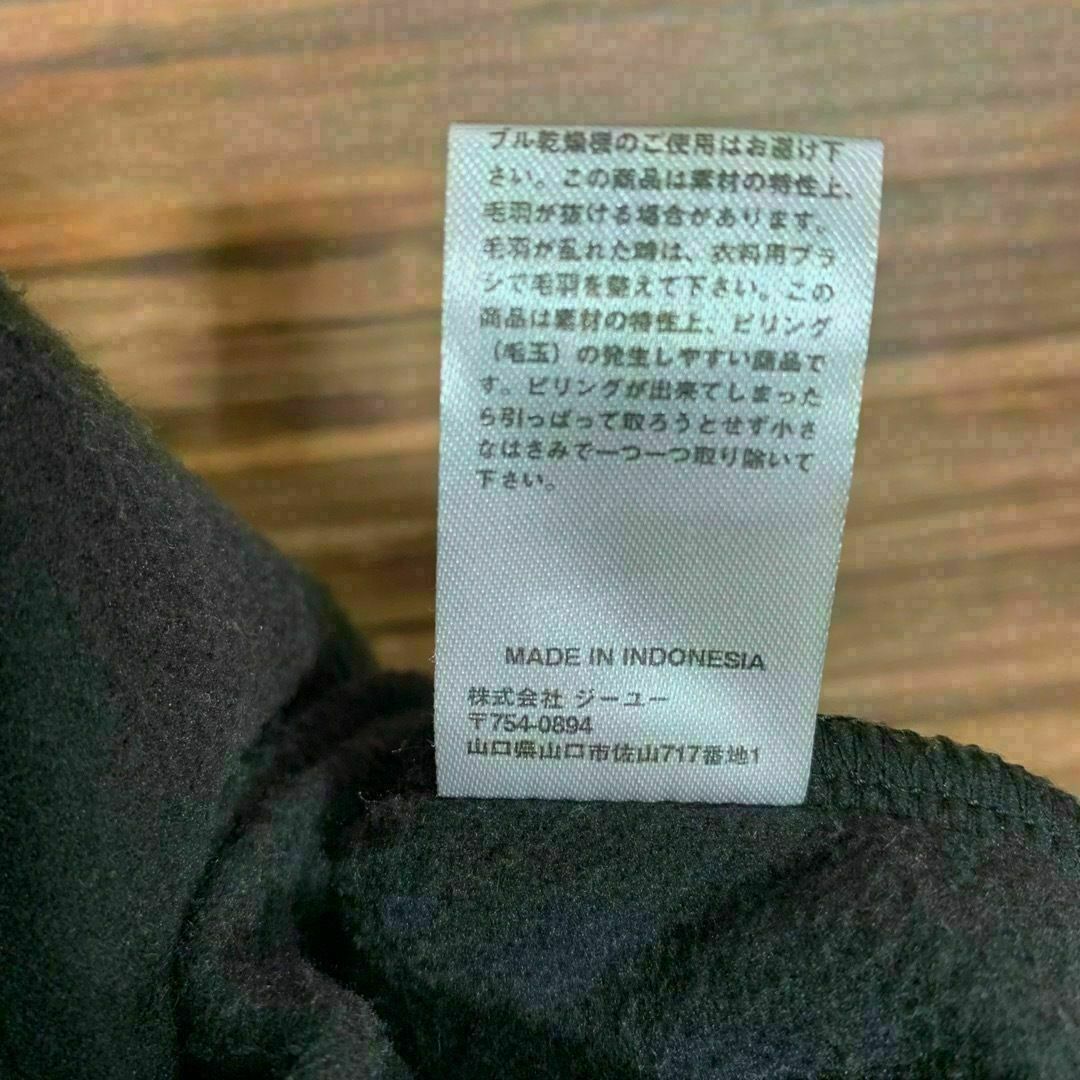 ブル乾燥機のご使用はお避け下
さい。この商品は素材の特性上、
毛羽が抜ける場合があります。
毛羽が乱れた時は、衣料用ブラ
シで毛羽を整えて下さい。この
商品は素材の特性上、ピリング
（毛玉）の発生しやすい商品で
す。ピリングが出来てしまった
ら引っぱって取ろうとせず小さ
なはさみで一つ一つ取り除いて
下さい。
MADE IN INDONESIA
株式会社 ジーユー
〒754-0894
山口県山口市佐山717番地1